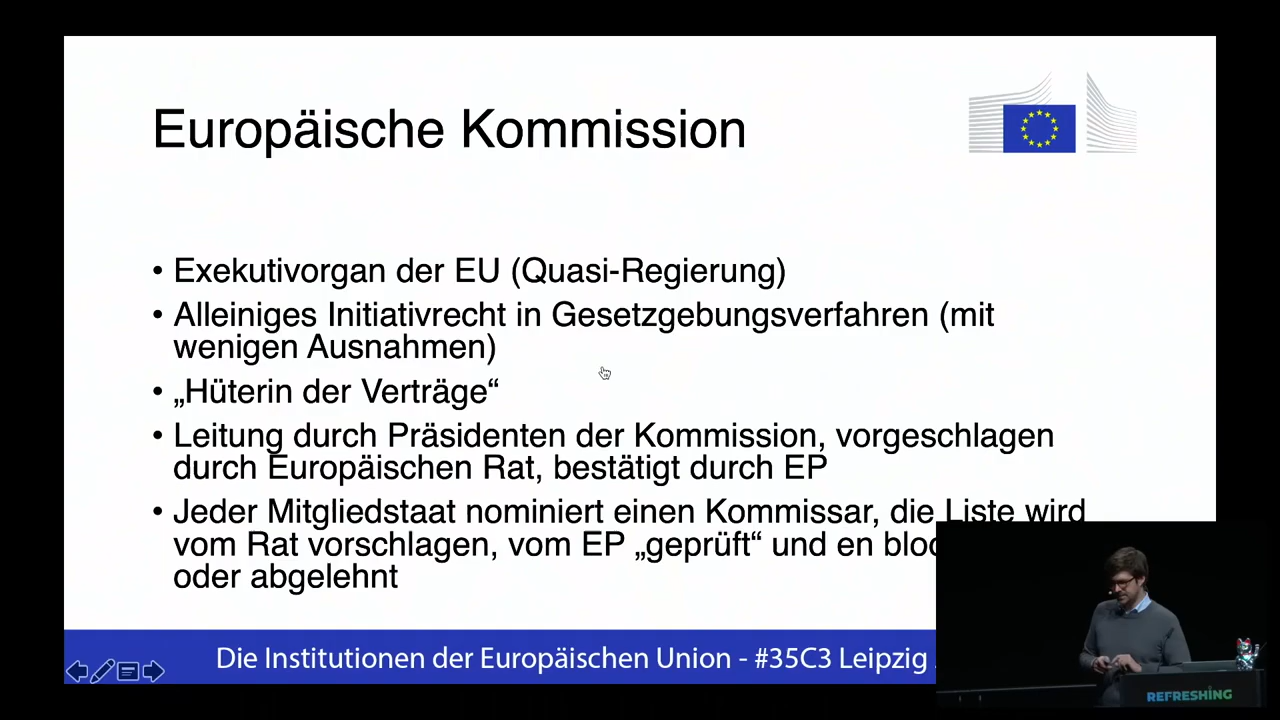 Europäische Kommission
• Exekutivorgan der EU (Quasi-Regierung)
• Alleiniges Initiativrecht in Gesetzgebungsverfahren (mit
wenigen Ausnahmen)
• „Hüterin der Verträge“
• Leitung durch Präsidenten der Kommission, vorgeschlagen
durch Europäischen Rat, bestätigt durch EP
• Jeder Mitgliedstaat nominiert einen Kommissar, die Liste wird
vom Rat vorschlagen, vom EP „geprüft“ und en bloc
oder abgelehnt
Die Institutionen der Europäischen Union - #35C3 Leipzig
REFRESHING